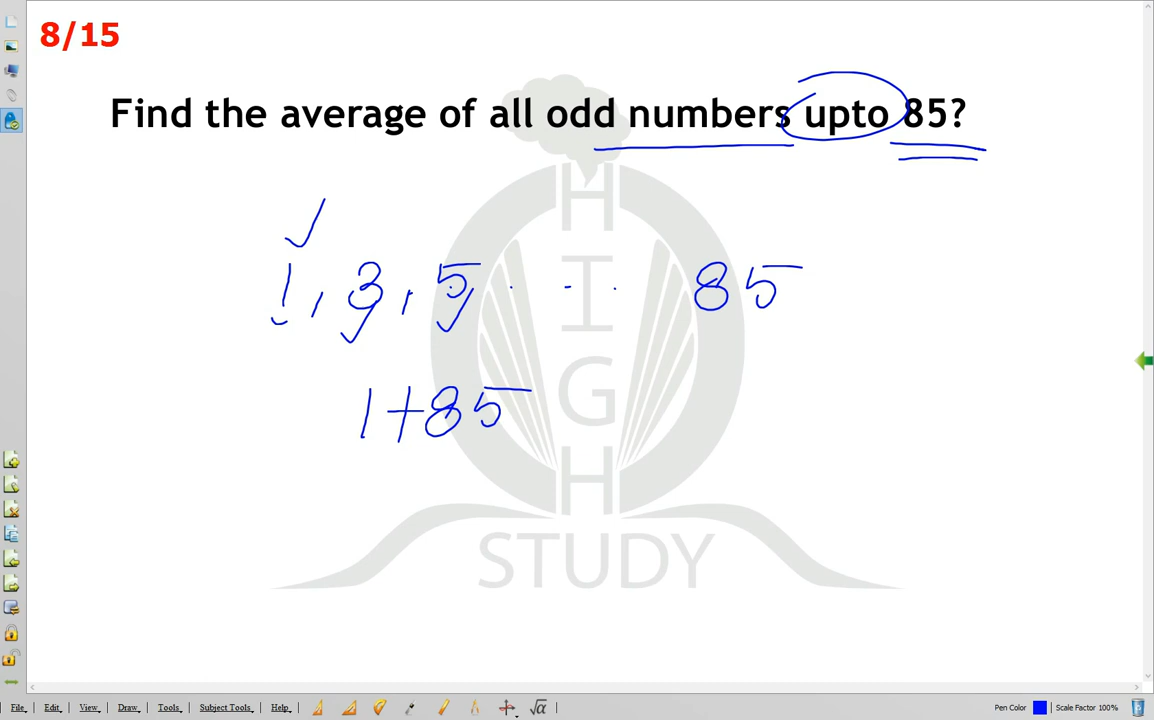 8/15
Find the average of all odd numbers upto 85?
1, 3, 5 . . . 85
1+85
HIGH
STUDY
File Edit View Draw Tools Subject Tools Help Pen Color Scale Factor 100%